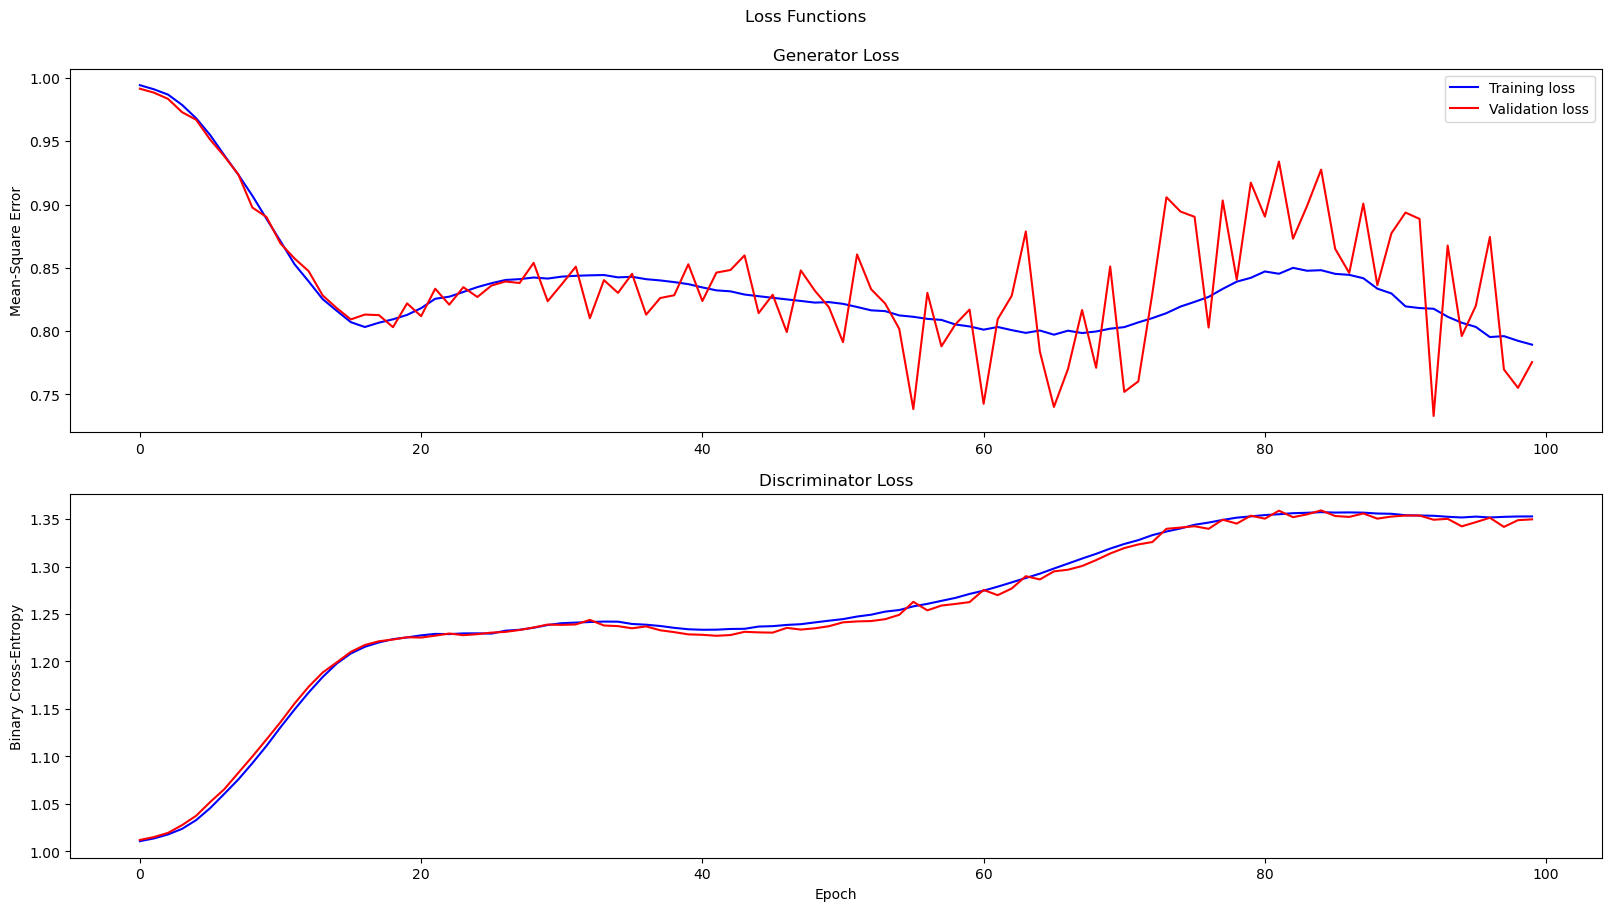 Loss Functions
Generator Loss
Mean-Square Error
1.00
0.95
0.90
0.85
0.80
0.75
Training loss
Validation loss
0 20 40 60 80 100
Discriminator Loss
Binary Cross-Entropy
1.35
1.30
1.25
1.20
1.15
1.10
1.05
1.00
0 20 40 60 80 100
Epoch